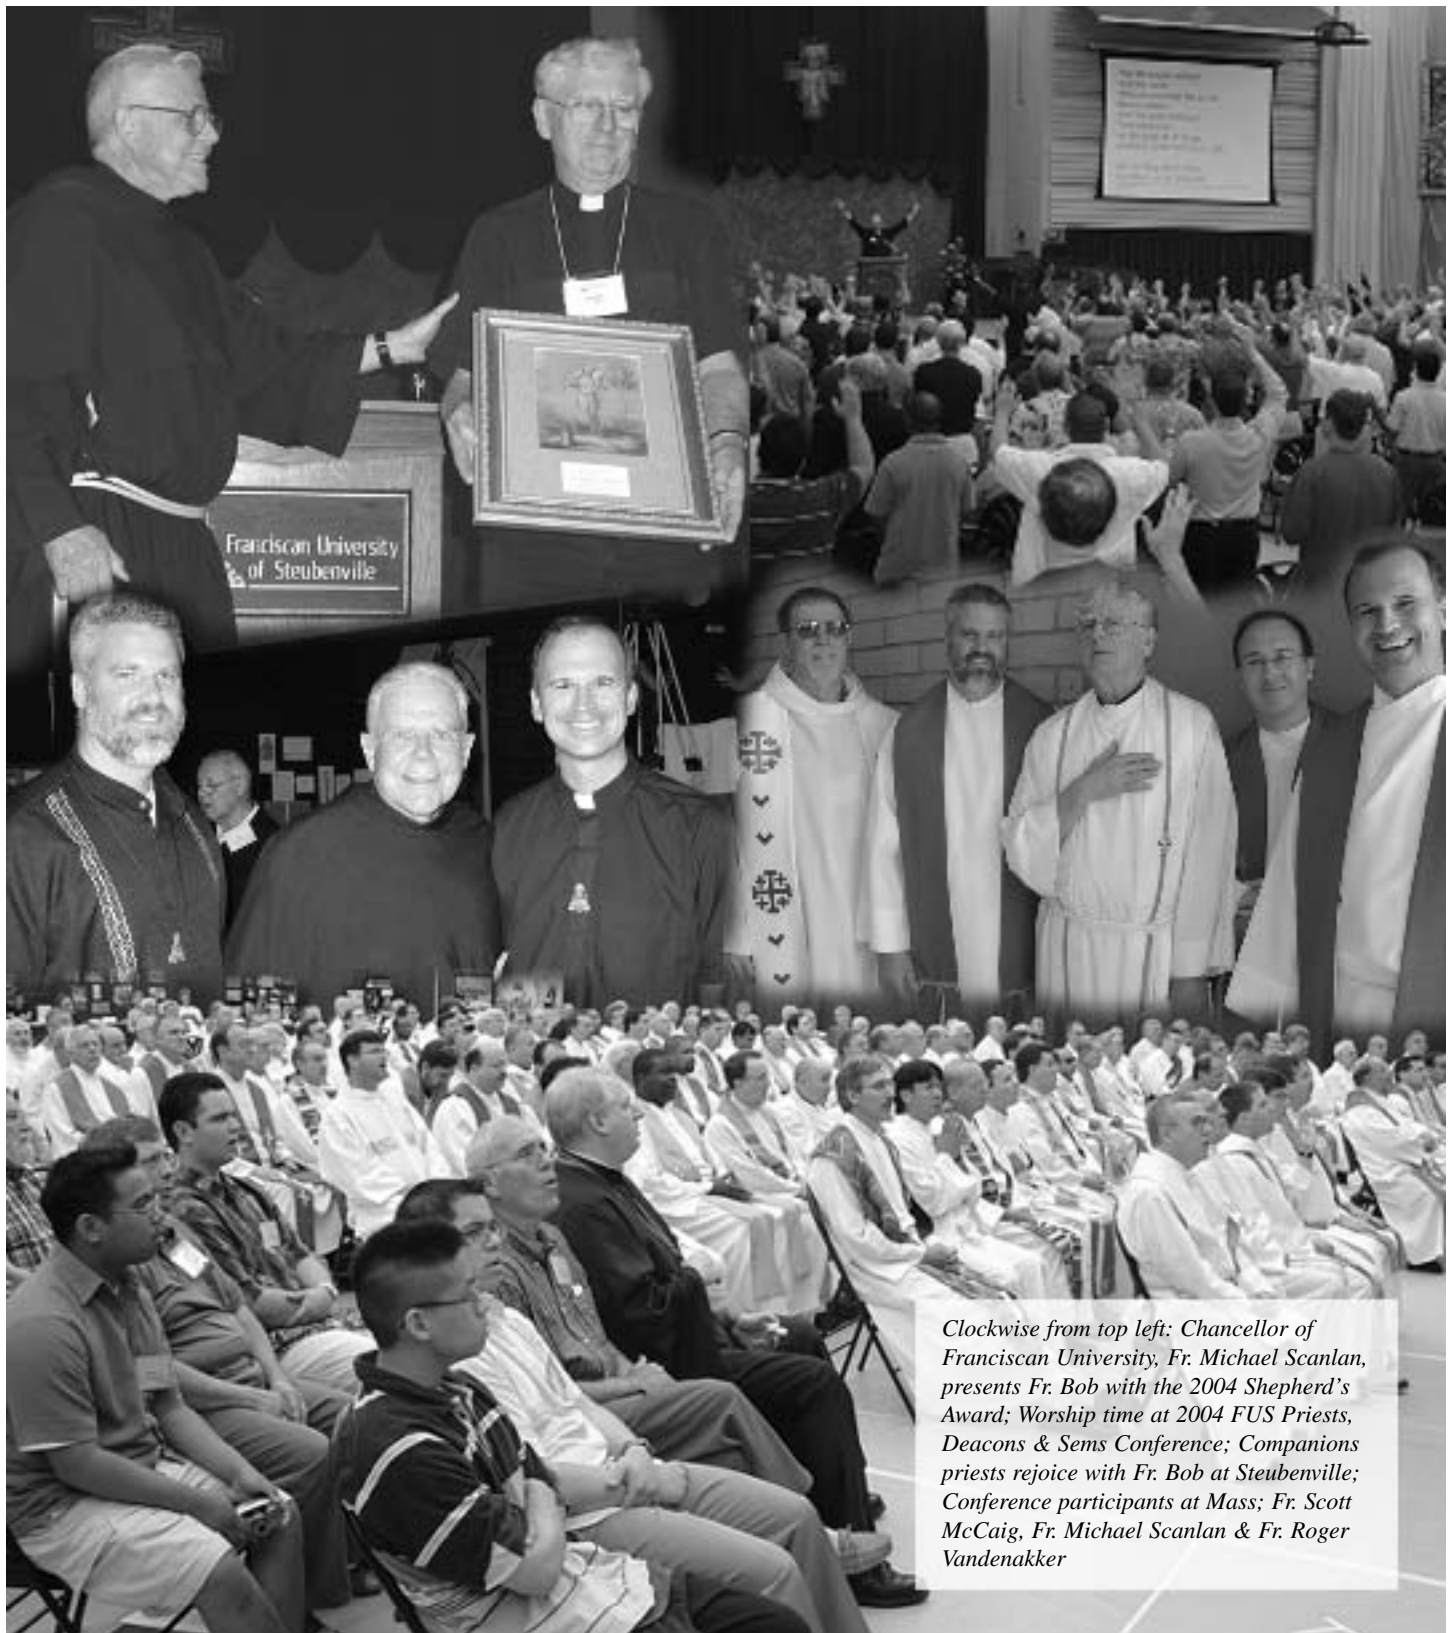 Franciscan University
of Steubenville
Clockwise from top left: Chancellor of
Franciscan University, Fr. Michael Scanlan,
presents Fr. Bob with the 2004 Shepherd’s
Award; Worship time at 2004 FUS Priests,
Deacons & Sems Conference; Companions
priests rejoice with Fr. Bob at Steubenville;
Conference participants at Mass; Fr. Scott
McCaig, Fr. Michael Scanlan & Fr. Roger
Vandenakker